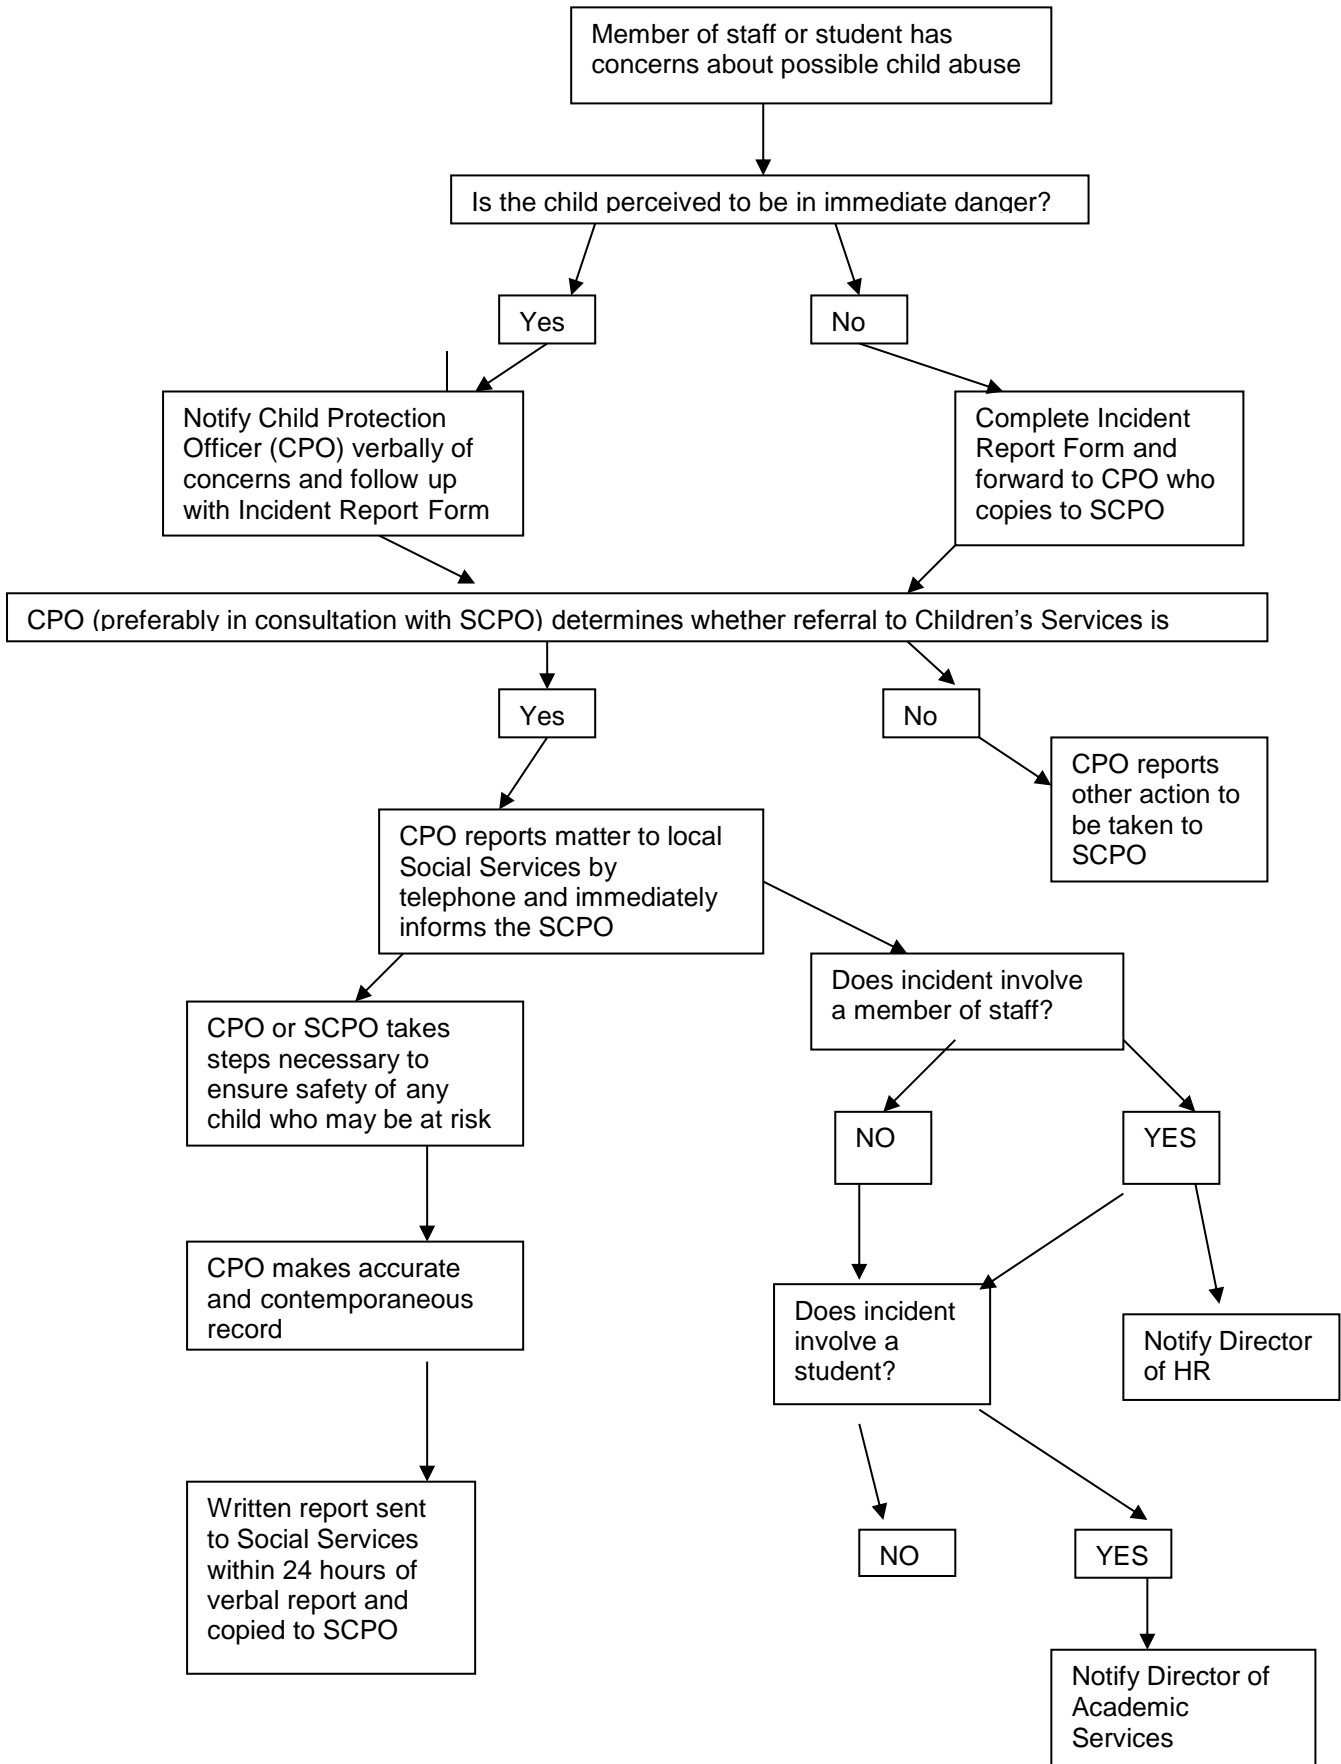 Member of staff or student has
concerns about possible child abuse
Is the child perceived to be in immediate danger?
Yes
No
Notify Child Protection
Officer (CPO) verbally of
concerns and follow up
with Incident Report Form
Complete Incident
Report Form and
forward to CPO who
copies to SCPO
CPO (preferably in consultation with SCPO) determines whether referral to Children’s Services is
Yes
No
CPO reports
other action to
be taken to
SCPO
CPO reports matter to local
Social Services by
telephone and immediately
informs the SCPO
Does incident involve
a member of staff?
CPO or SCPO takes
steps necessary to
ensure safety of any
child who may be at risk
NO
YES
CPO makes accurate
and contemporaneous
record
Does incident
involve a
student?
Notify Director
of HR
Written report sent
to Social Services
within 24 hours of
verbal report and
copied to SCPO
NO
YES
Notify Director of
Academic
Services